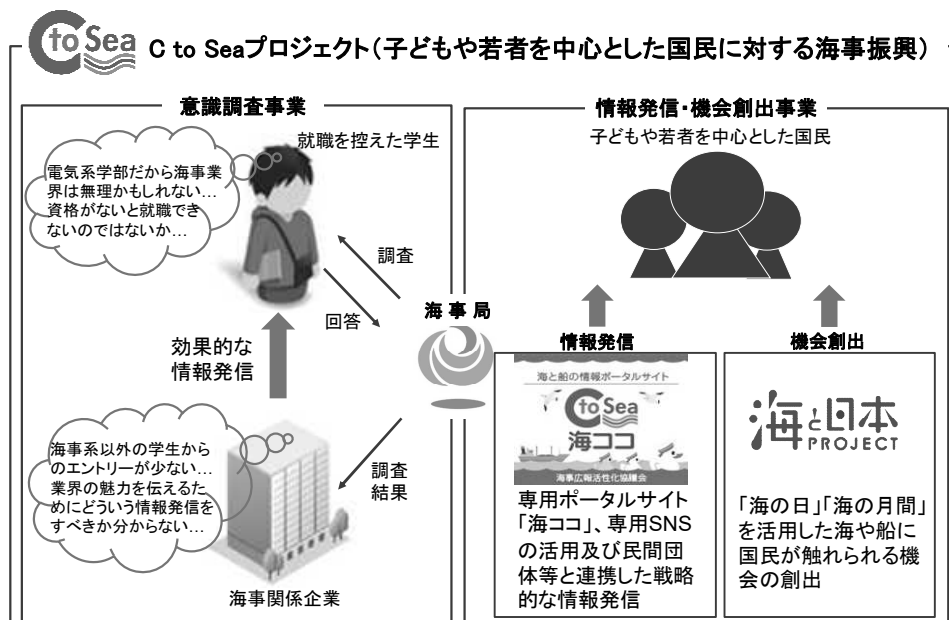 C to Sea
C to Seaプロジェクト（子どもや若者を中心とした国民に対する海事振興）
意識調査事業
就職を控えた学生
電気系学部だから海事業
界は無理かもしれない…
資格がないと就職でき
ないのではないか…
調査
回答
海事局
効果的な
情報発信
海事系以外の学生から
のエントリーが少ない…
業界の魅力を伝えるた
めにどういう情報発信を
すべきか分からない…
調査
結果
海事関係企業
情報発信・機会創出事業
子どもや若者を中心とした国民
情報発信
海と船の情報ポータルサイト
C to Sea
海ココ
海事広報活性化協議会
専用ポータルサイト
「海ココ」、専用SNS
の活用及び民間団
体等と連携した戦略
的な情報発信
機会創出
海と日本
PROJECT
「海の日」「海の月間」
を活用した海や船に
国民が触れられる機
会の創出